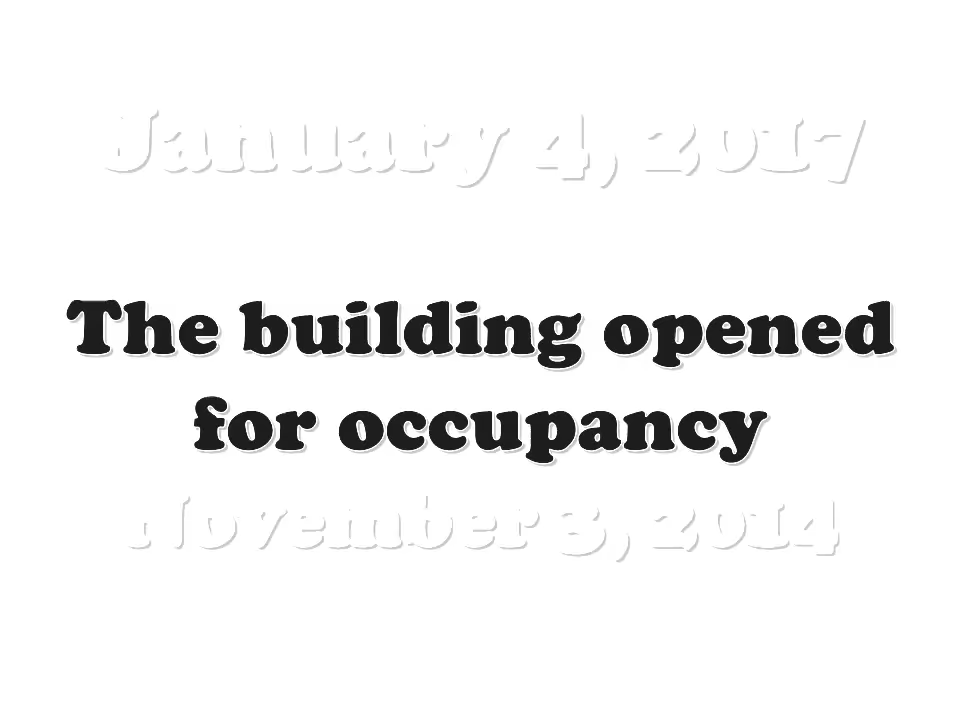 January 4, 2017
The building opened
for occupancy
November 3, 2014